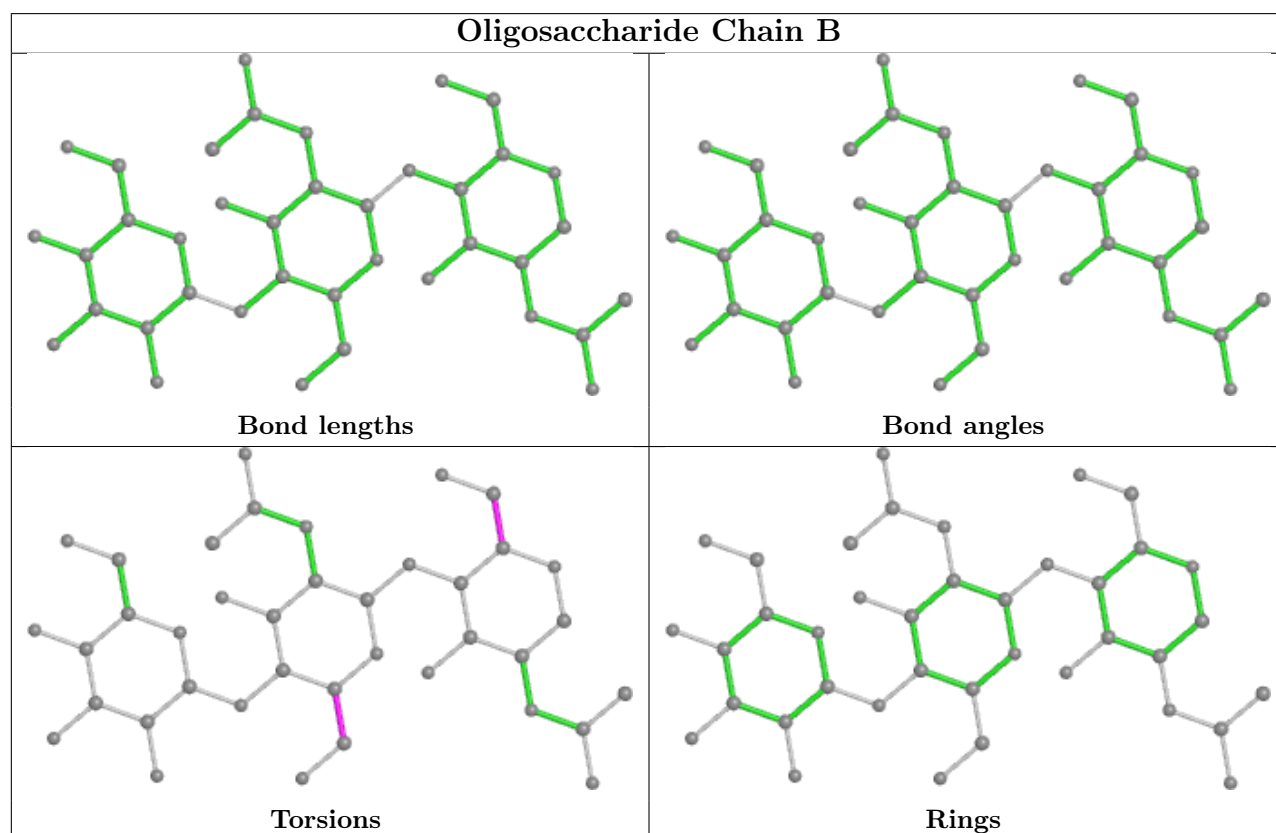 Oligosaccharide Chain B
Bond lengths
Bond angles
Torsions
Rings